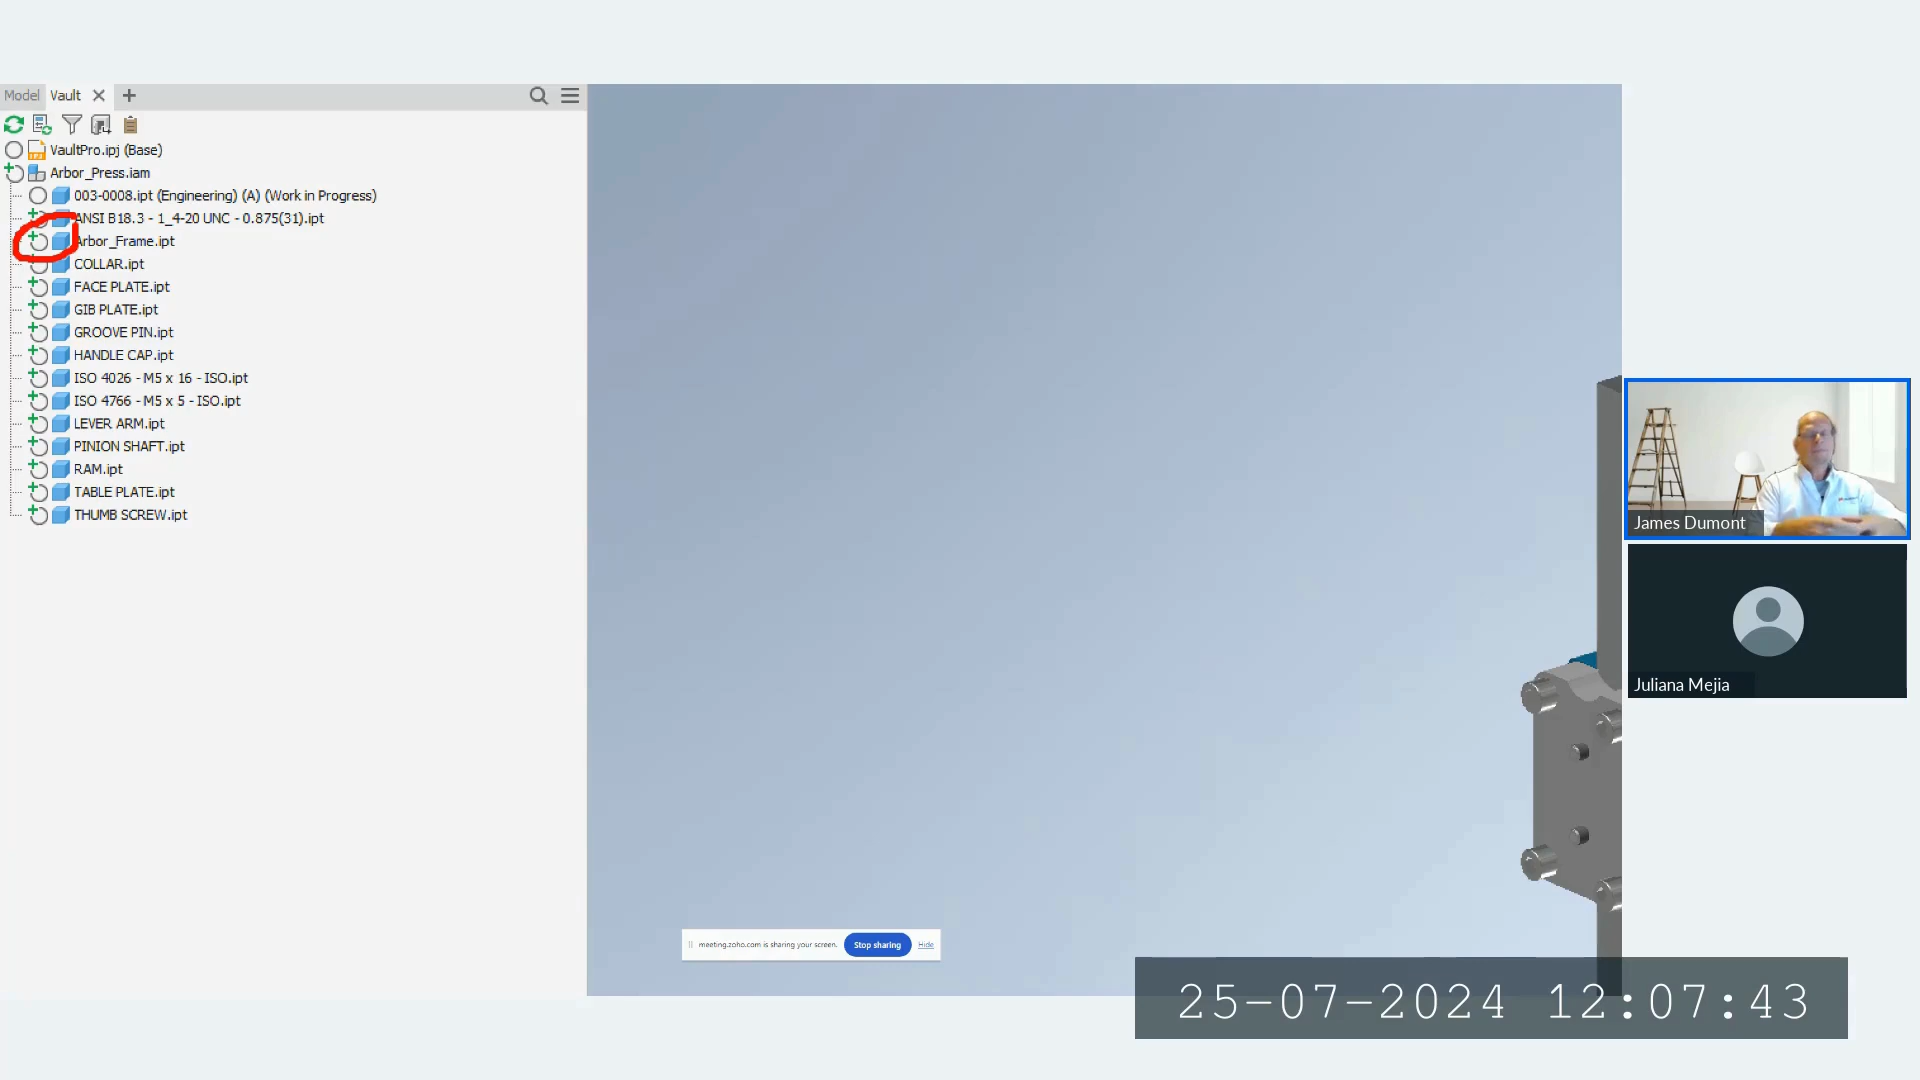 Model Vault
VaultPro.ipj (Base)
Arbor_Press.iam
003-0008.ipt (Engineering) (A) (Work in Progress)
ANSI B18.3 - 1_4-20 UNC - 0.875(31).ipt
Arbor_Frame.ipt
COLLAR.ipt
FACE PLATE.ipt
GIB PLATE.ipt
GROOVE PIN.ipt
HANDLE CAP.ipt
ISO 4026 - M5 x 16 - ISO.ipt
ISO 4766 - M5 x 5 - ISO.ipt
LEVER ARM.ipt
PINION SHAFT.ipt
RAM.ipt
TABLE PLATE.ipt
THUMB SCREW.ipt
James Dumont
Juliana Mejia
meeting.zoho.com is sharing your screen. Stop sharing Hide
25-07-2024 12:07:43